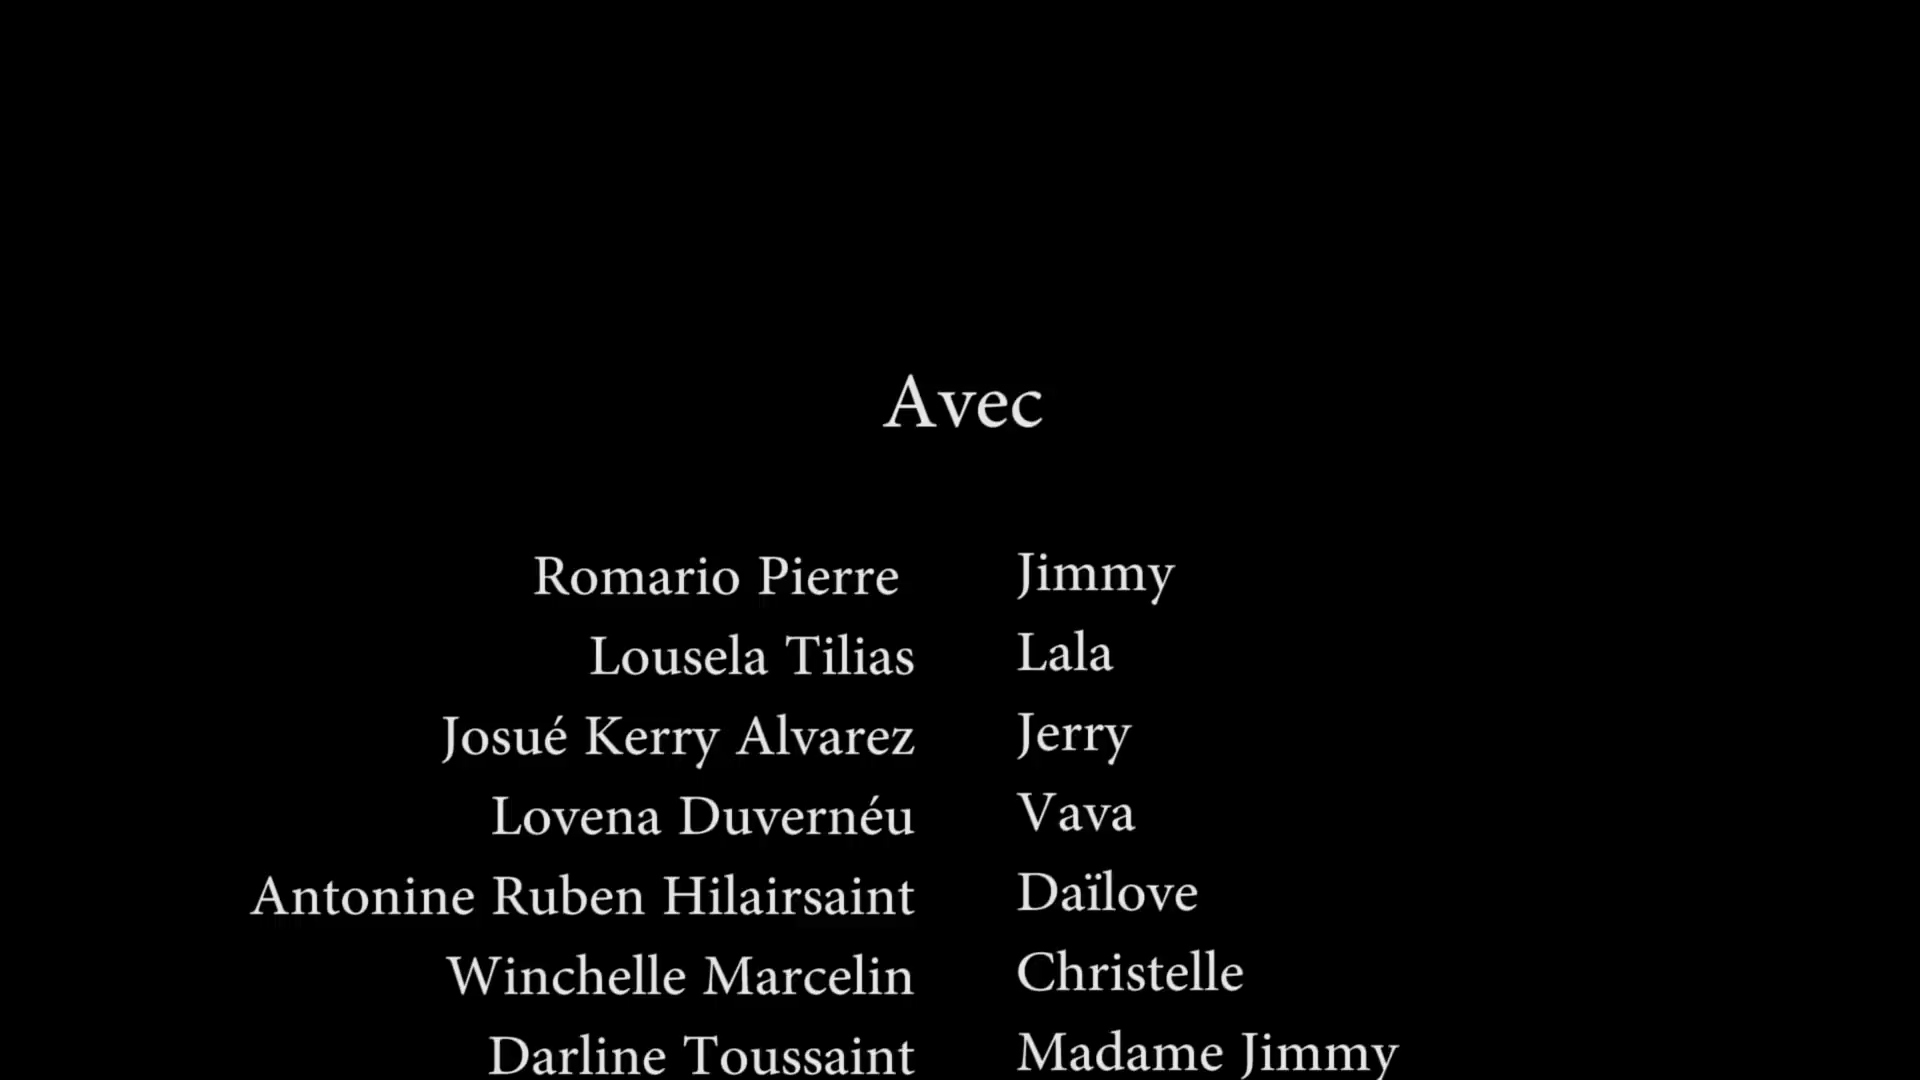 Avec
Romario Pierre Jimmy
Lousela Tilias Lala
Josué Kerry Alvarez Jerry
Lovena Duvernéu Vava
Antonine Ruben Hilairsaint Daïlove
Winchelle Marcelin Christelle
Darline Toussaint Madame Jimmy